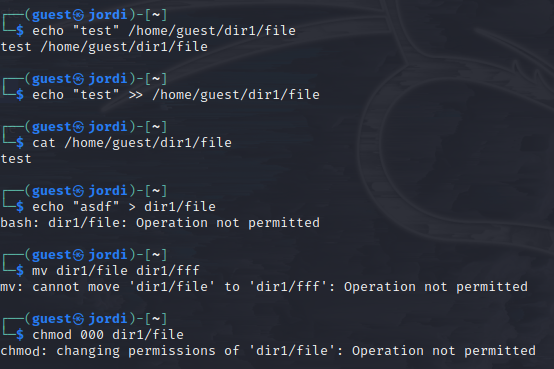 ┌──(guest㉿jordi)-[~]
└─$ echo "test" /home/guest/dir1/file
test /home/guest/dir1/file
┌──(guest㉿jordi)-[~]
└─$ echo "test" >> /home/guest/dir1/file
┌──(guest㉿jordi)-[~]
└─$ cat /home/guest/dir1/file
test
┌──(guest㉿jordi)-[~]
└─$ echo "asdf" > dir1/file
bash: dir1/file: Operation not permitted
┌──(guest㉿jordi)-[~]
└─$ mv dir1/file dir1/fff
mv: cannot move 'dir1/file' to 'dir1/fff': Operation not permitted
┌──(guest㉿jordi)-[~]
└─$ chmod 000 dir1/file
chmod: changing permissions of 'dir1/file': Operation not permitted